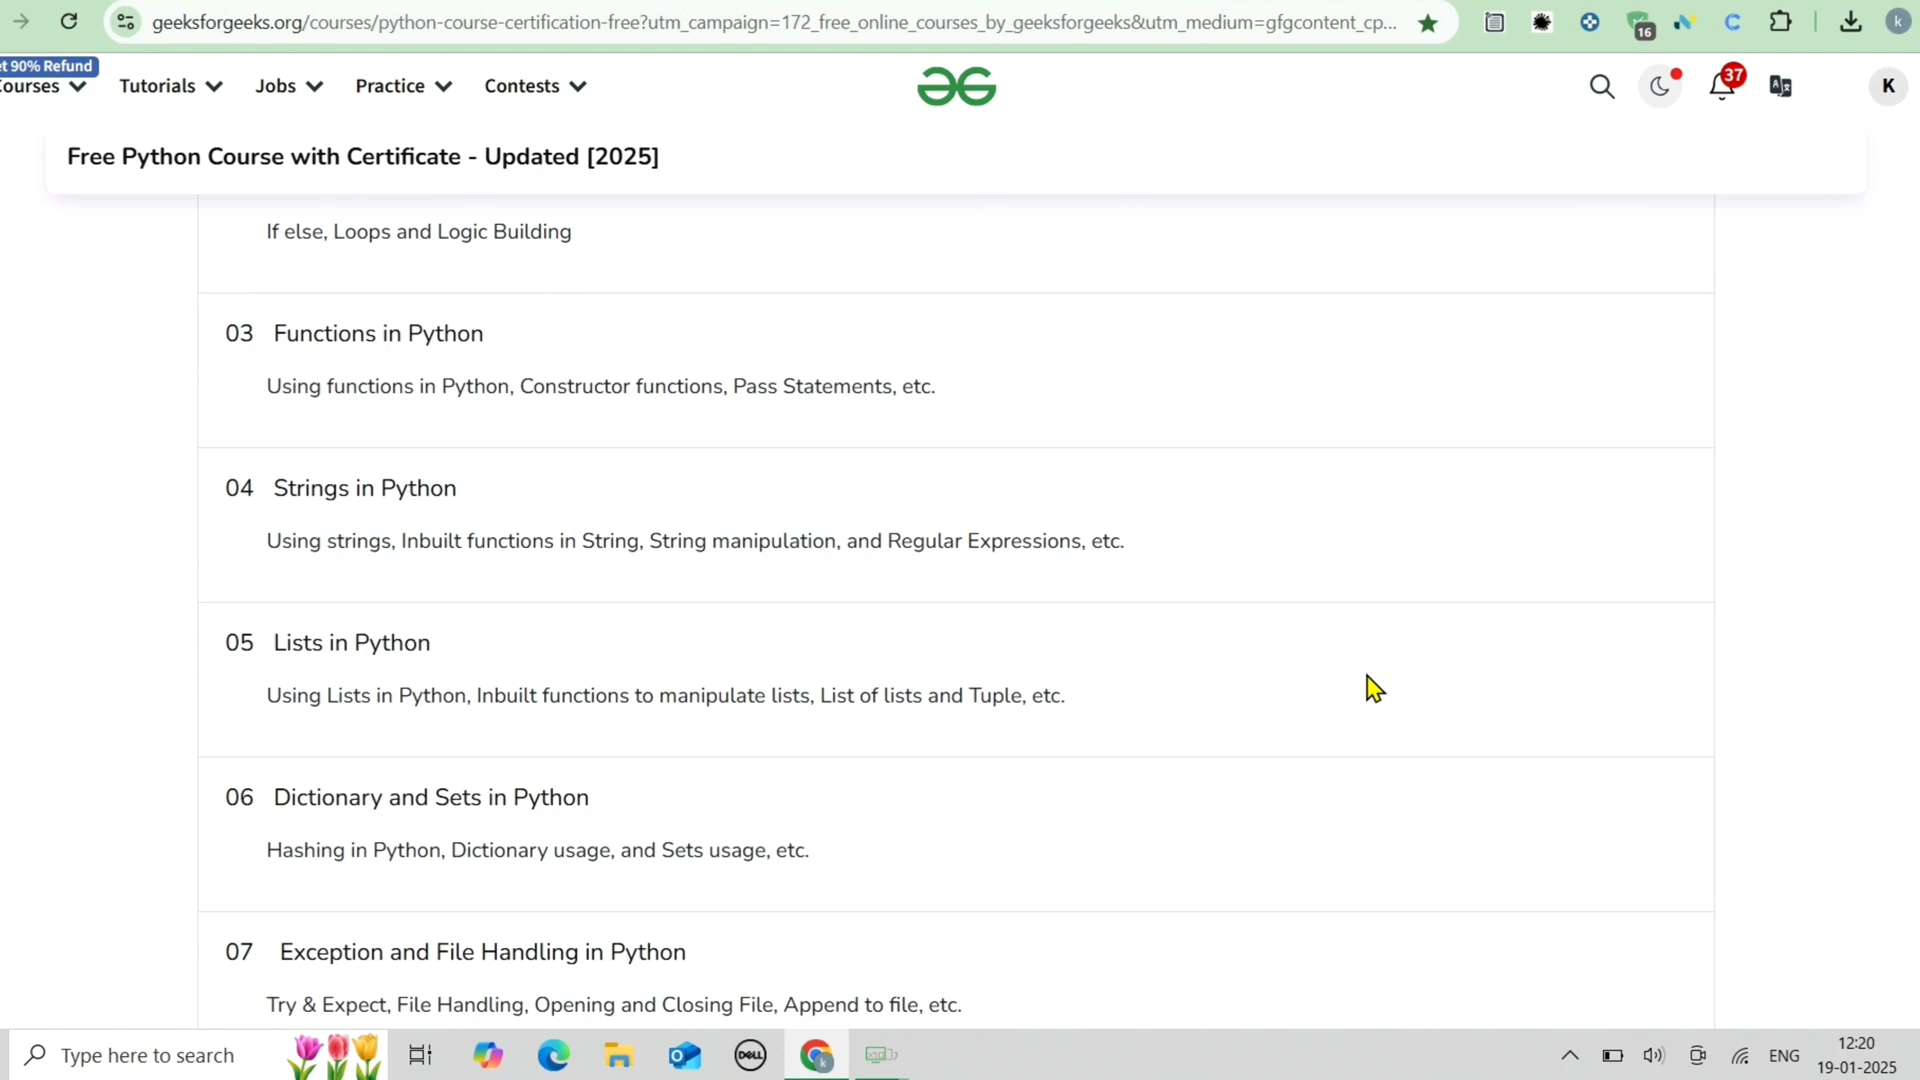 geeksforgeeks.org/courses/python-course-certification-free?utm_campaign=172_free_online_courses_by_geeksforgeeks&utm_medium=gfgcontent_cp...
16
k
et 90% Refund
ourses
Tutorials
Jobs
Practice
Contests
37
K
Free Python Course with Certificate - Updated [2025]
If else, Loops and Logic Building
03 Functions in Python
Using functions in Python, Constructor functions, Pass Statements, etc.
04 Strings in Python
Using strings, Inbuilt functions in String, String manipulation, and Regular Expressions, etc.
05 Lists in Python
Using Lists in Python, Inbuilt functions to manipulate lists, List of lists and Tuple, etc.
06 Dictionary and Sets in Python
Hashing in Python, Dictionary usage, and Sets usage, etc.
07 Exception and File Handling in Python
Try & Expect, File Handling, Opening and Closing File, Append to file, etc.
Type here to search
DELL
ENG
12:20
19-01-2025